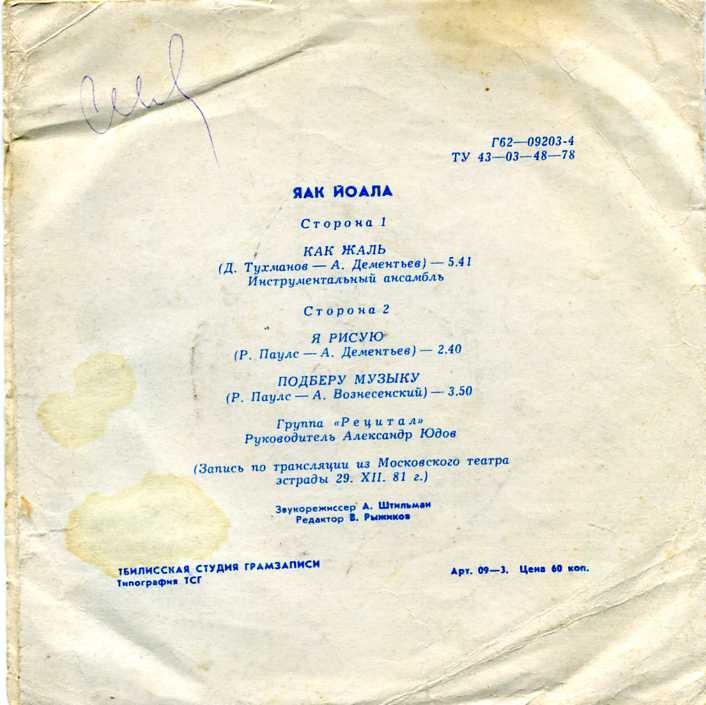 Г62—09203-4
ТУ 43—03—48—78
ЯАК ЙОАЛА
Сторона 1
КАК ЖАЛЬ
(Д. Тухманов — А. Дементьев) — 5.41
Инструментальный ансамбль
Сторона 2
Я РИСУЮ
(Р. Паулс — А. Дементьев) — 2.40
ПОДБЕРУ МУЗЫКУ
(Р. Паулс — А. Вознесенский) — 3.50
Группа «Рецитал»
Руководитель Александр Юдов
(Запись по трансляции из Московского театра
эстрады 29. XII. 81 г.)
Звукорежиссер А. Штильман
Редактор В. Рыжиков
ТБИЛИССКАЯ СТУДИЯ ГРАМЗАПИСИ
Типография ТСГ
Арт. 09—3. Цена 60 коп.